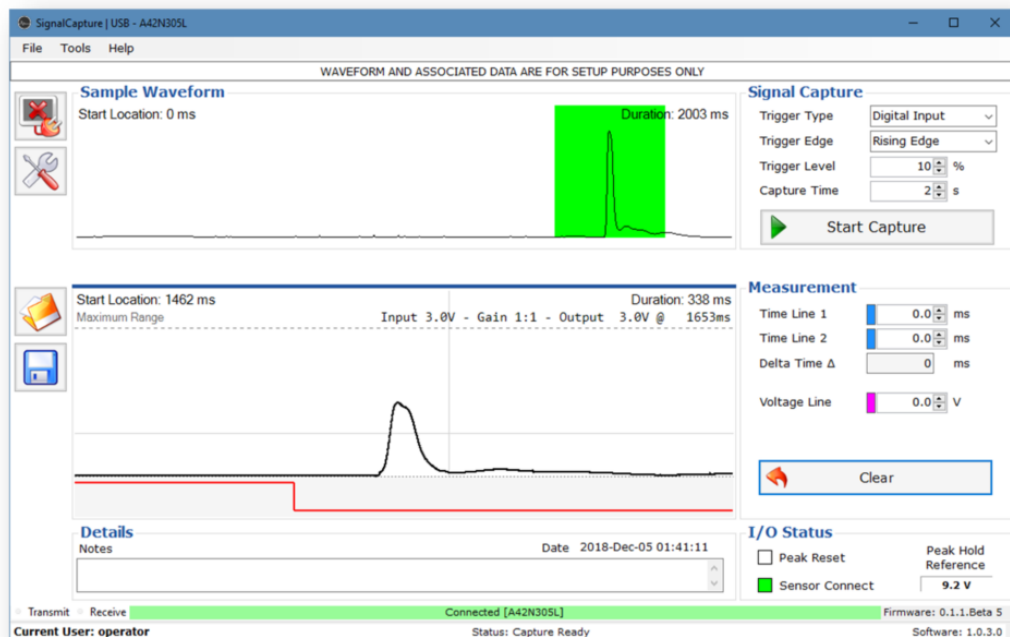 SignalCapture | USB - A42N305L
File Tools Help
WAVEFORM AND ASSOCIATED DATA ARE FOR SETUP PURPOSES ONLY
Sample Waveform
Start Location: 0 ms
Duration: 2003 ms
Signal Capture
Trigger Type Digital Input
Trigger Edge Rising Edge
Trigger Level 10 %
Capture Time 2 s
Start Capture
Start Location: 1462 ms
Duration: 338 ms
Maximum Range
Input 3.0V - Gain 1:1 - Output 3.0V @ 1653ms
Measurement
Time Line 1 0.0 ms
Time Line 2 0.0 ms
Delta Time Δ 0 ms
Voltage Line 0.0 V
Clear
Details
Notes
Date 2018-Dec-05 01:41:11
I/O Status
Peak Reset
Sensor Connect
Peak Hold
Reference
9.2 V
Transmit Receive Connected [A42N305L] Firmware: 0.1.1.Beta 5
Current User: operator Status: Capture Ready Software: 1.0.3.0